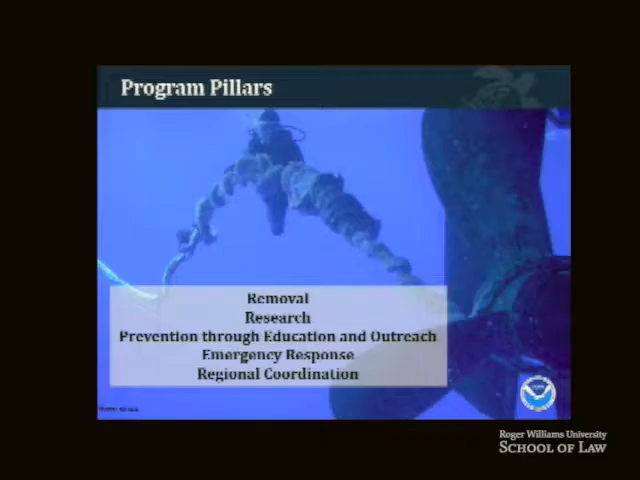 Program Pillars
Removal
Research
Prevention through Education and Outreach
Emergency Response
Regional Coordination
Roger Williams University
SCHOOL OF LAW